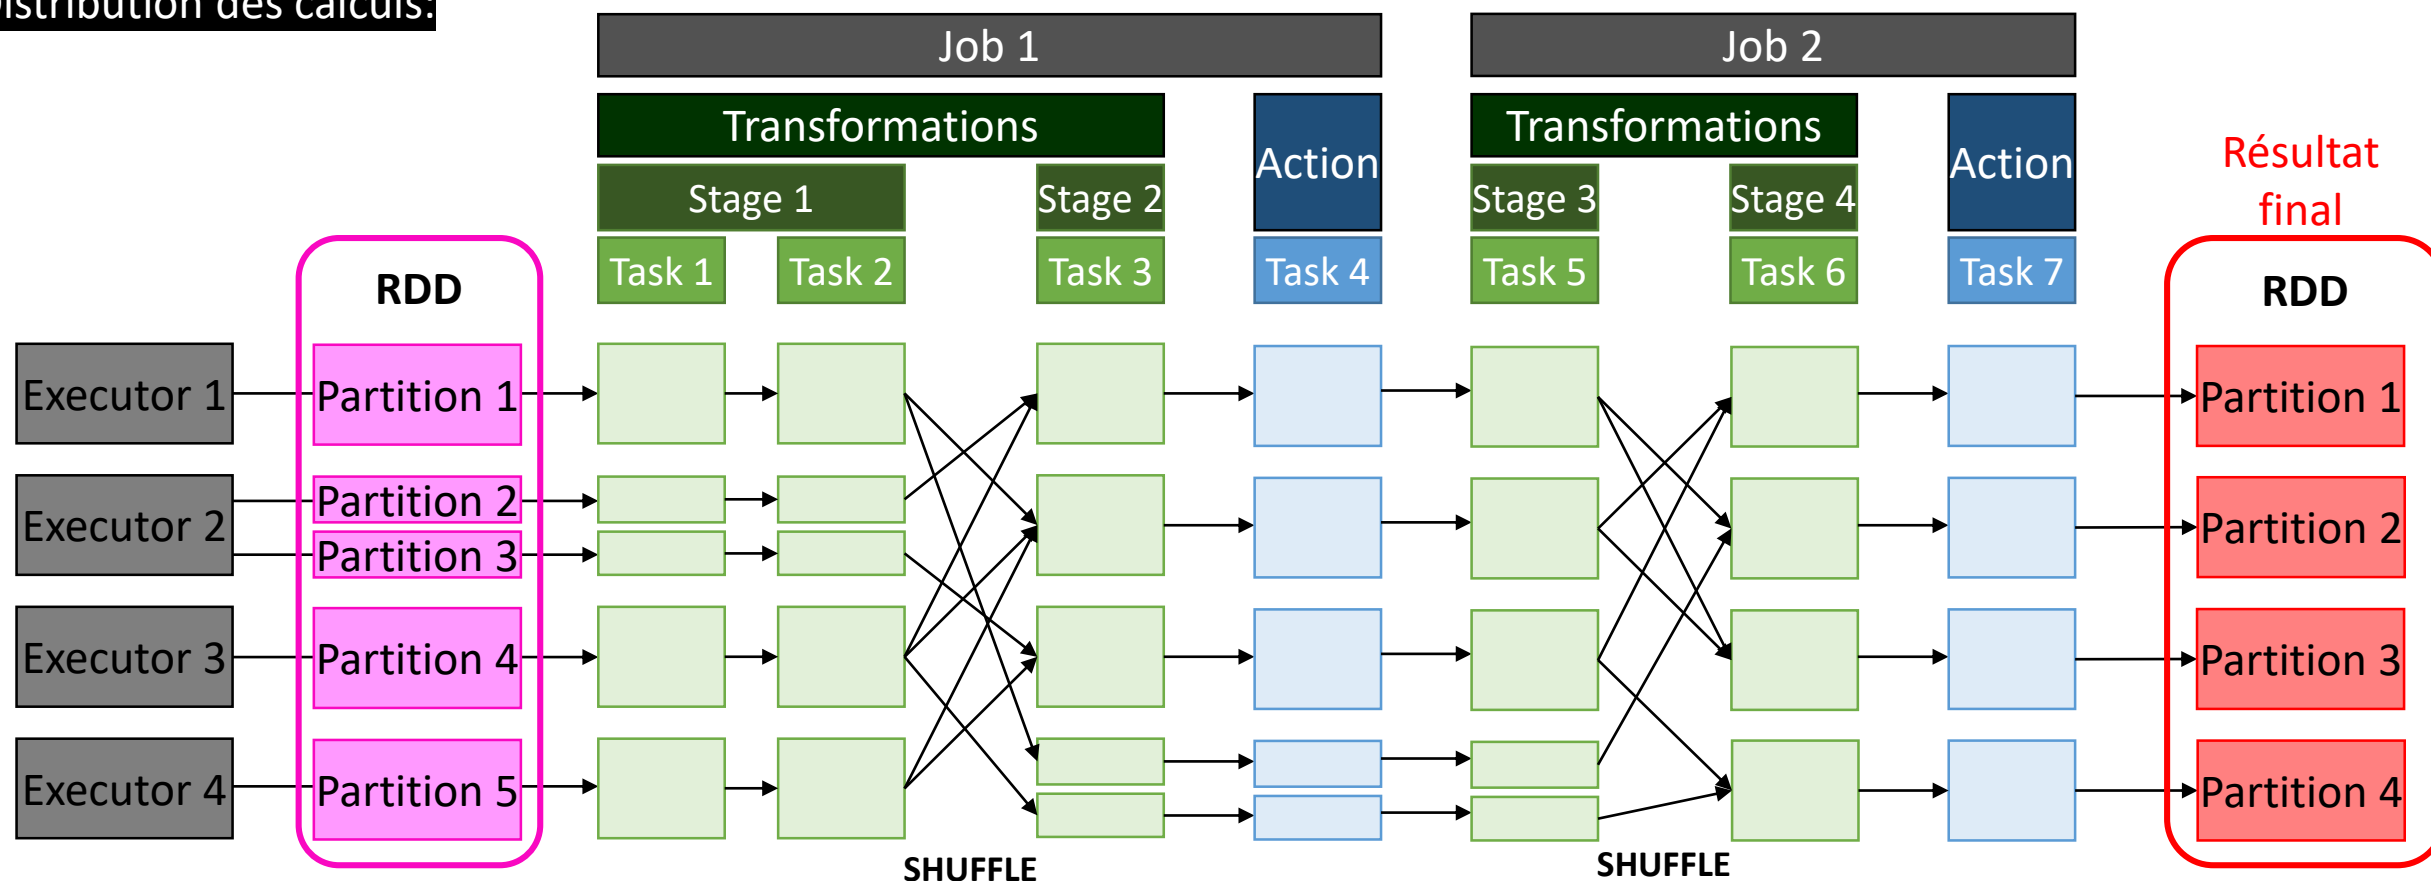 Distribution des calculs:
Job 1
Job 2
Transformations
Action
Transformations
Action
Résultat
final
Stage 1
Stage 2
Stage 3
Stage 4
RDD
Task 1
Task 2
Task 3
Task 4
Task 5
Task 6
Task 7
RDD
Executor 1
Partition 1
Partition 1
Executor 2
Partition 2
Partition 3
Partition 2
Executor 3
Partition 4
Partition 3
Executor 4
Partition 5
Partition 4
SHUFFLE
SHUFFLE